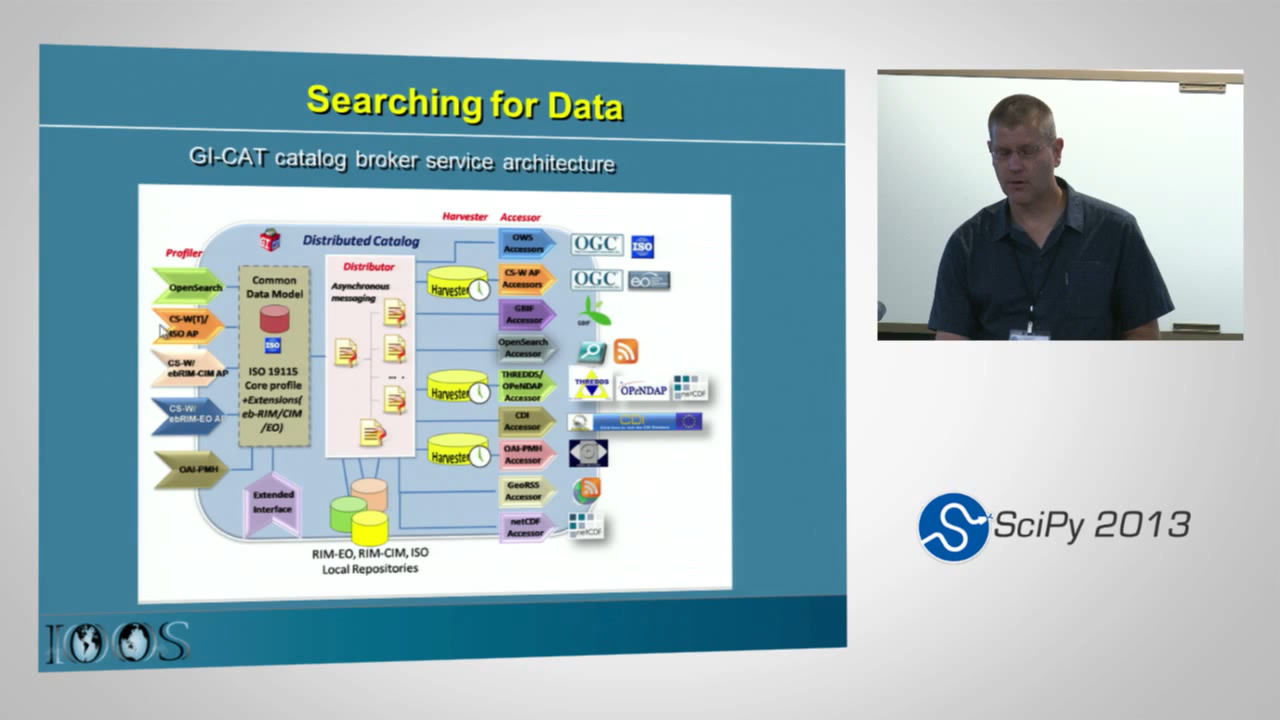 Searching for Data
GI-CAT catalog broker service architecture
Harvester
Accessor
Profiler
Distributed Catalog
OpenSearch
CS-W(T)/
ISO AP
CS-W/
ebRIM-CIM AP
CS-W/
ebRIM-EO AP
OAI-PMH
Common
Data Model
ISO
ISO 19115
Core profile
+Extensions(
eb-RIM/CIM
/EO)
Extended
Interface
Distributor
Asynchronous
messaging
... ...
Harvester
Harvester
Harvester
OWS
Accessors
OGC
ISO
CS-W AP
Accessors
OGC
eo
GBIF
Accessor
GBIF
OpenSearch
Accessor
THREDDS/
OPeNDAP
Accessor
THREDDS
OPeNDAP
netCDF
CDI
Accessor
CDI
OAI-PMH
Accessor
GeoRSS
Accessor
netCDF
Accessor
netCDF
RIM-EO, RIM-CIM, ISO
Local Repositories
IOOS
SciPy 2013